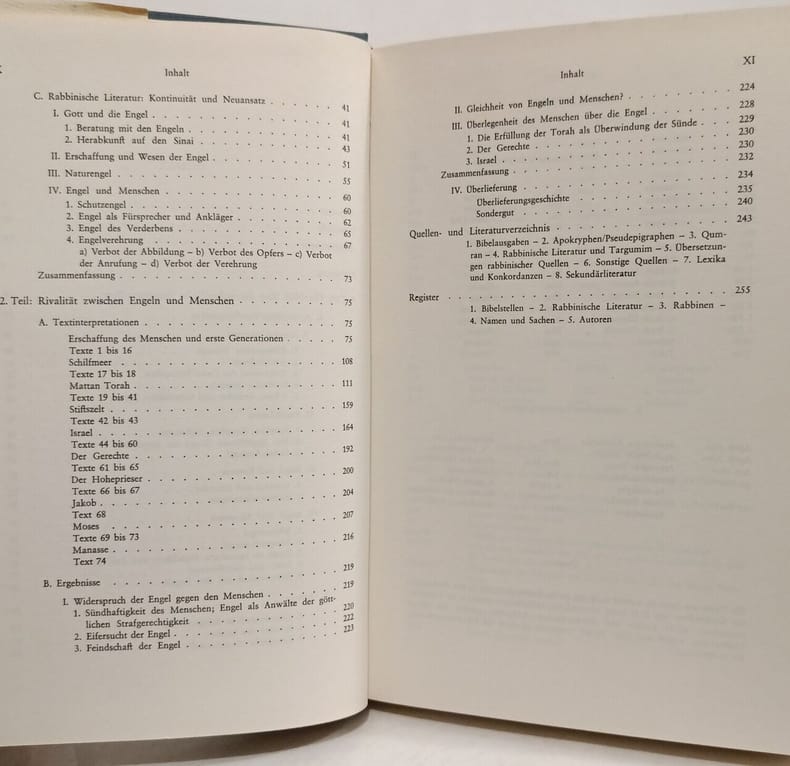 Inhalt
C. Rabbinische Literatur: Kontinuität und Neuansatz . . . . . . 41
I. Gott und die Engel . . . . . . . . . . . . . . . 41
1. Beratung mit den Engeln . . . . . . . . . . . . 41
2. Herabkunft auf den Sinai . . . . . . . . . . . . 43
II. Erschaffung und Wesen der Engel . . . . . . . . . . 51
III. Naturengel . . . . . . . . . . . . . . . . . . 55
IV. Engel und Menschen . . . . . . . . . . . . . . 60
1. Schutzengel . . . . . . . . . . . . . . . . . 60
2. Engel als Fürsprecher und Ankläger . . . . . . . . 62
3. Engel des Verderbens . . . . . . . . . . . . . 65
4. Engelverehrung . . . . . . . . . . . . . . . 67
a) Verbot der Abbildung – b) Verbot des Opfers – c) Verbot
der Anrufung – d) Verbot der Verehrung
Zusammenfassung . . . . . . . . . . . . . . . . . 73
2. Teil: Rivalität zwischen Engeln und Menschen . . . . . . . . 75
A. Textinterpretationen . . . . . . . . . . . . . . . 75
Erschaffung des Menschen und erste Generationen . . . . . 75
Texte 1 bis 16
Schilfmeer . . . . . . . . . . . . . . . . . . 108
Texte 17 bis 18
Mattan Torah . . . . . . . . . . . . . . . . . 111
Texte 19 bis 41
Stiftszelt . . . . . . . . . . . . . . . . . . . 159
Texte 42 bis 43
Israel . . . . . . . . . . . . . . . . . . . . 164
Texte 44 bis 60
Der Gerechte . . . . . . . . . . . . . . . . . 192
Texte 61 bis 65
Der Hohepriester . . . . . . . . . . . . . . . . 200
Texte 66 bis 67
Jakob . . . . . . . . . . . . . . . . . . . . 204
Text 68
Moses . . . . . . . . . . . . . . . . . . . . 207
Texte 69 bis 73
Manasse . . . . . . . . . . . . . . . . . . . 216
Text 74
B. Ergebnisse . . . . . . . . . . . . . . . . . . 219
I. Widerspruch der Engel gegen den Menschen . . . . . . 219
1. Sündhaftigkeit des Menschen; Engel als Anwälte der gött-
lichen Strafgerechtigkeit . . . . . . . . . . . . 220
2. Eifersucht der Engel . . . . . . . . . . . . . . 222
3. Feindschaft der Engel . . . . . . . . . . . . . 223
Inhalt XI
II. Gleichheit von Engeln und Menschen? . . . . . . . . 224
III. Überlegenheit des Menschen über die Engel . . . . . . 228
1. Die Erfüllung der Torah als Überwindung der Sünde . . . 229
2. Der Gerechte . . . . . . . . . . . . . . . . 230
3. Israel . . . . . . . . . . . . . . . . . . . 230
Zusammenfassung . . . . . . . . . . . . . . . . . 232
IV. Überlieferung . . . . . . . . . . . . . . . . . 234
Überlieferungsgeschichte . . . . . . . . . . . . . 235
Sondergut . . . . . . . . . . . . . . . . . . 240
Quellen- und Literaturverzeichnis . . . . . . . . . . . . 243
1. Bibelausgaben – 2. Apokryphen/Pseudepigraphen – 3. Qum-
ran – 4. Rabbinische Literatur und Targumim – 5. Übersetzun-
gen rabbinischer Quellen – 6. Sonstige Quellen – 7. Lexika
und Konkordanzen – 8. Sekundärliteratur
Register . . . . . . . . . . . . . . . . . . . . . 255
1. Bibelstellen – 2. Rabbinische Literatur – 3. Rabbinen –
4. Namen und Sachen – 5. Autoren